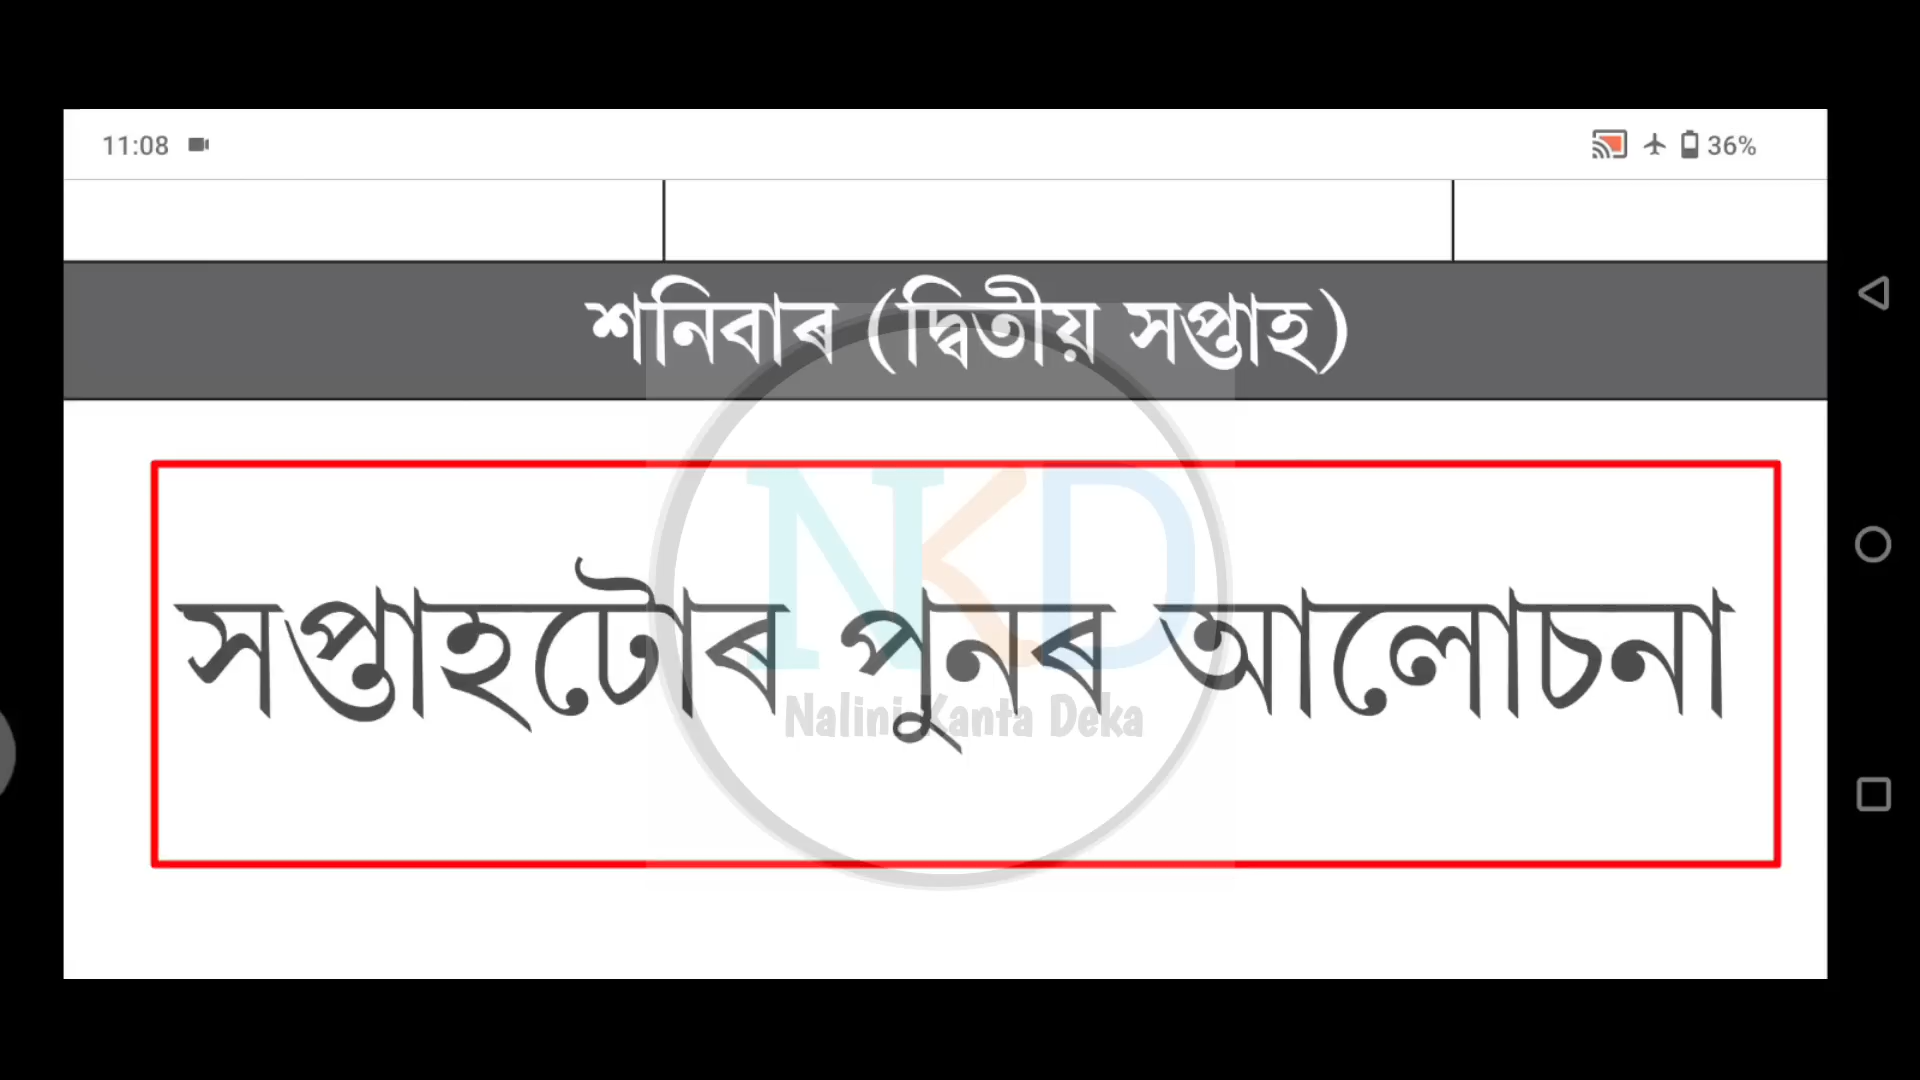 11:08 36%
শনিবাৰ (দ্বিতীয় সপ্তাহ)
NKD
সপ্তাহটোৰ পুনৰ আলোচনা
Nalini Kanta Deka